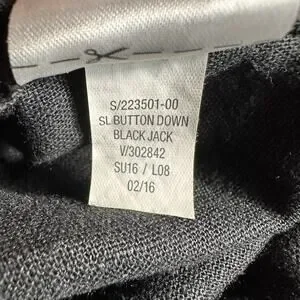 S/223501-00
SL BUTTON DOWN
BLACK JACK
V/302842
SU16 / L08
02/16